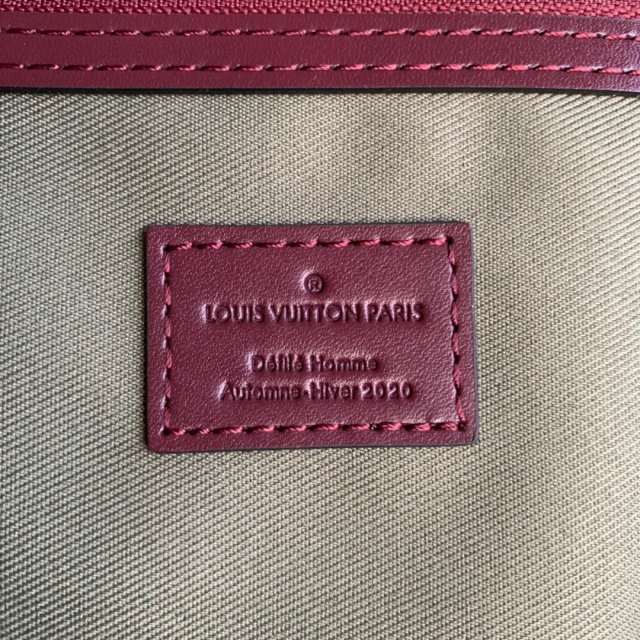 ®
LOUIS VUITTON PARIS
Défilé Homme
Automne-Hiver 2020